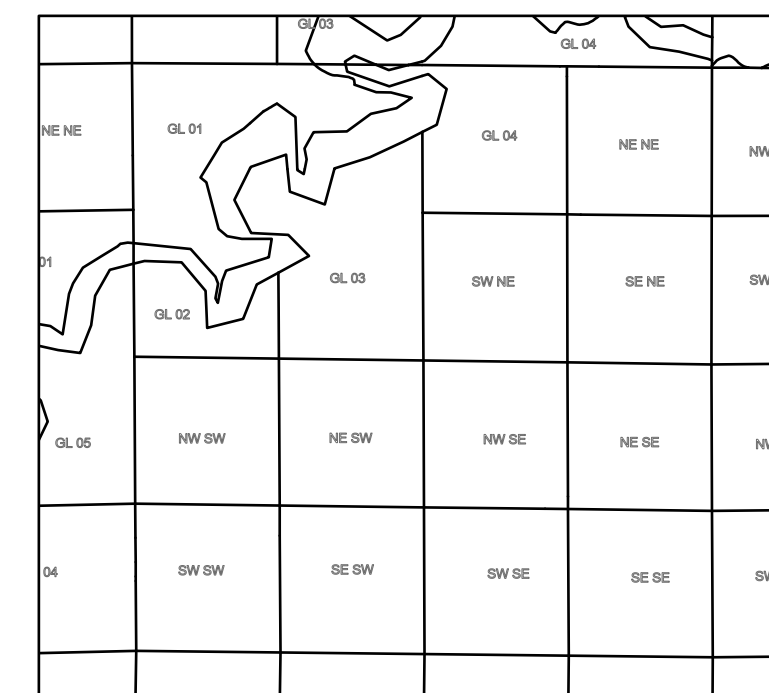 GL 03
GL 04
NE NE
GL 01
GL 04
NE NE
NW
01
GL 03
SW NE
SE NE
SW
GL 02
GL 05
NW SW
NE SW
NW SE
NE SE
04
SW SW
SE SW
SW SE
SE SE